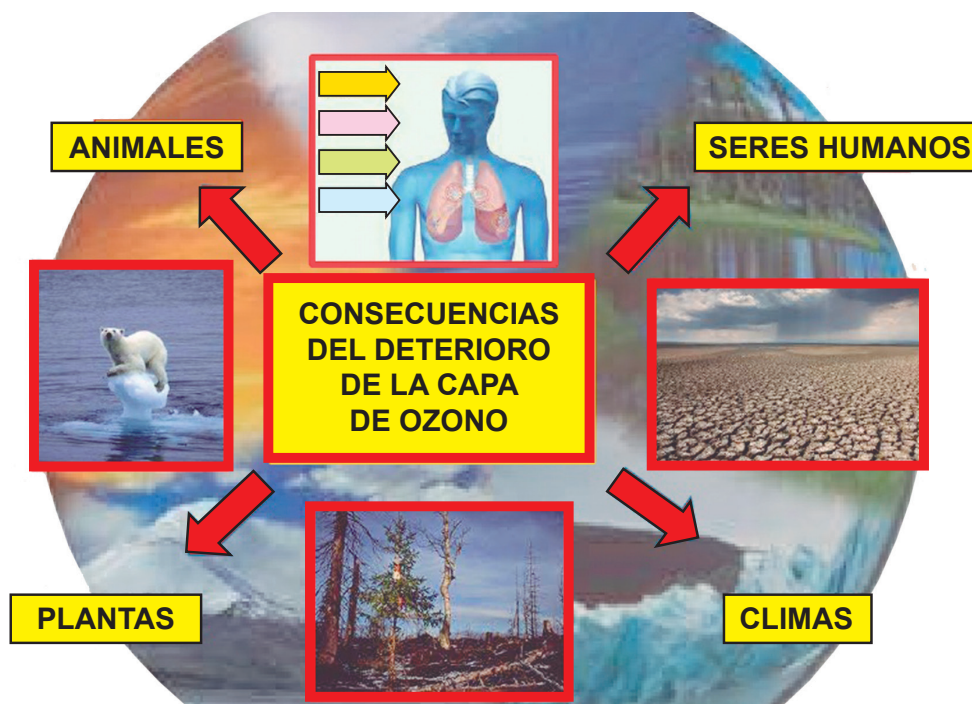 ANIMALES
SERES HUMANOS
CONSECUENCIAS
DEL DETERIORO
DE LA CAPA
DE OZONO
PLANTAS
CLIMAS